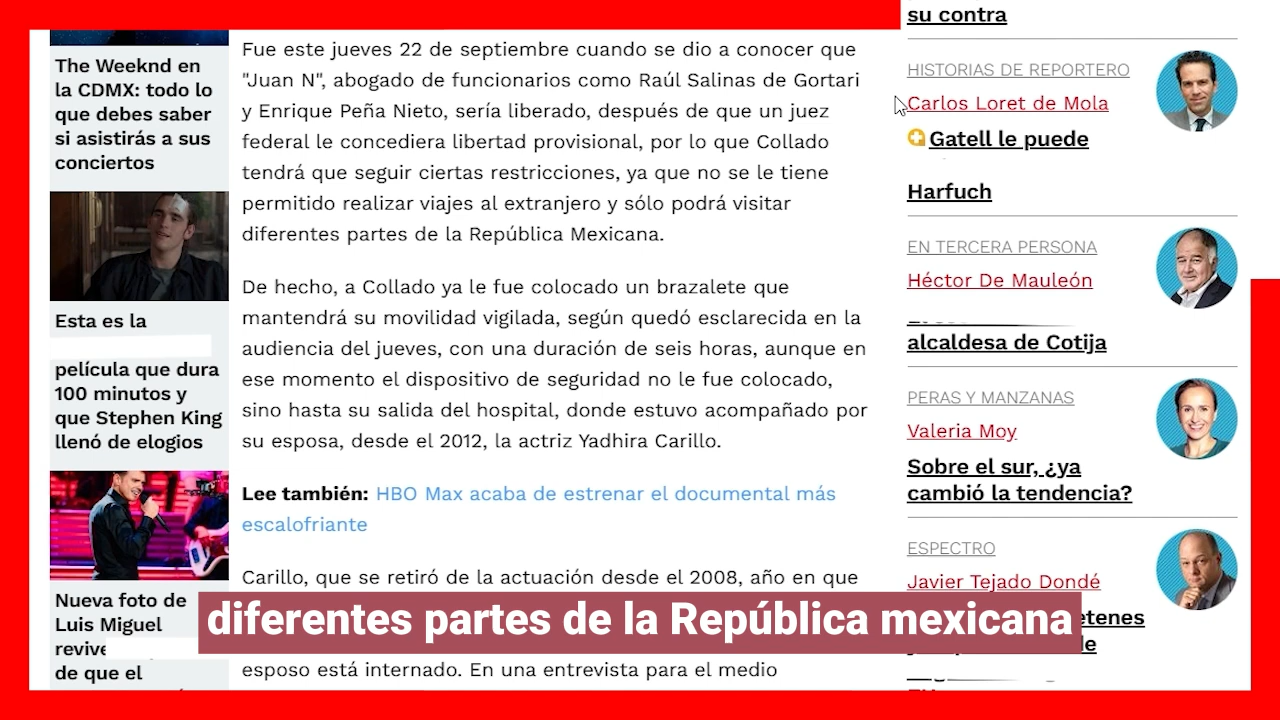 The Weeknd en
la CDMX: todo lo
que debes saber
si asistirás a sus
conciertos
Esta es la
película que dura
100 minutos y
que Stephen King
llenó de elogios
Nueva foto de
Luis Miguel
revive
de que el
Fue este jueves 22 de septiembre cuando se dio a conocer que
"Juan N", abogado de funcionarios como Raúl Salinas de Gortari
y Enrique Peña Nieto, sería liberado, después de que un juez
federal le concediera libertad provisional, por lo que Collado
tendrá que seguir ciertas restricciones, ya que no se le tiene
permitido realizar viajes al extranjero y sólo podrá visitar
diferentes partes de la República Mexicana.
De hecho, a Collado ya le fue colocado un brazalete que
mantendrá su movilidad vigilada, según quedó esclarecida en la
audiencia del jueves, con una duración de seis horas, aunque en
ese momento el dispositivo de seguridad no le fue colocado,
sino hasta su salida del hospital, donde estuvo acompañado por
su esposa, desde el 2012, la actriz Yadhira Carillo.
Lee también: HBO Max acaba de estrenar el documental más
escalofriante
Carillo, que se retiró de la actuación desde el 2008, año en que
diferentes partes de la República mexicana
esposo está internado. En una entrevista para el medio
su contra
HISTORIAS DE REPORTERO
Carlos Loret de Mola
Gatell le puede
Harfuch
EN TERCERA PERSONA
Héctor De Mauleón
alcaldesa de Cotija
PERAS Y MANZANAS
Valeria Moy
Sobre el sur, ¿ya
cambió la tendencia?
ESPECTRO
Javier Tejado Dondé